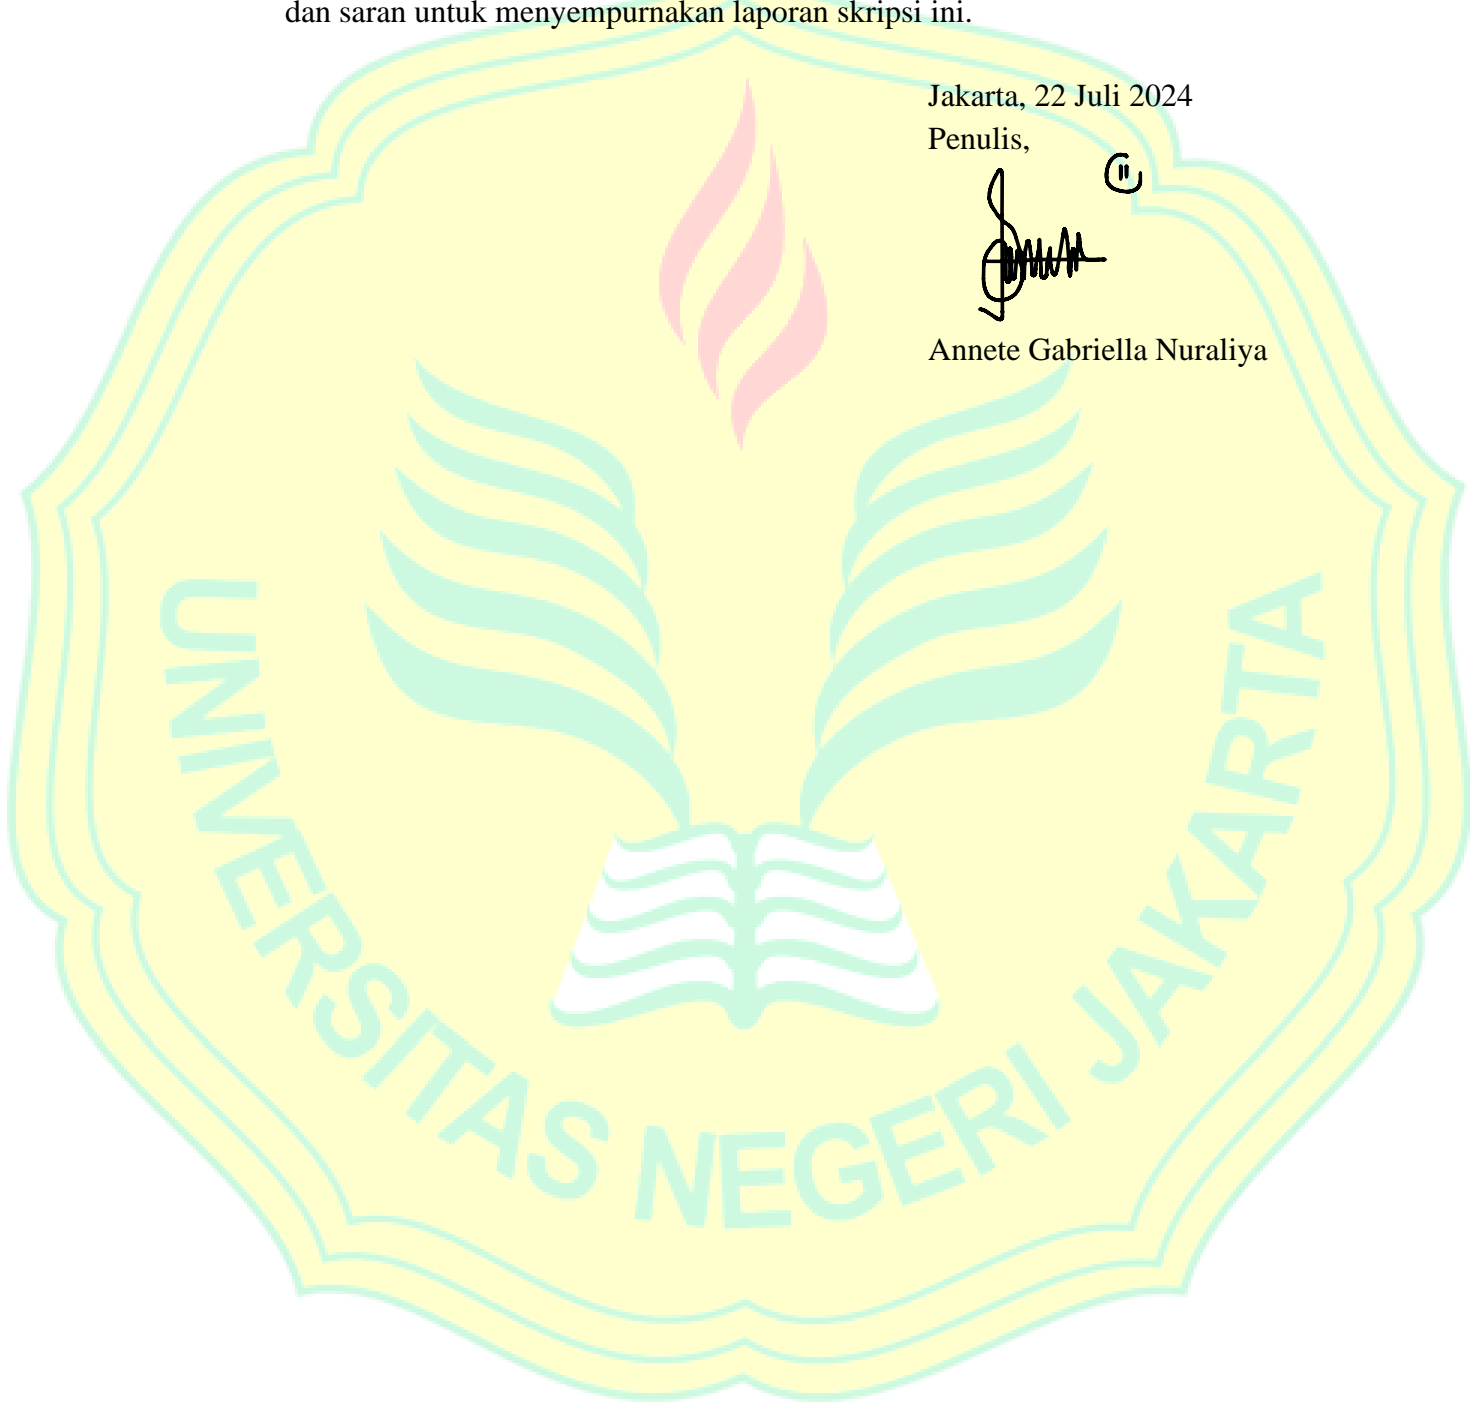 dan saran untuk menyempurnakan laporan skripsi ini.
Jakarta, 22 Juli 2024
Penulis,
Annete Gabriella Nuraliya
UNIVERSITAS NEGERI JAKARTA